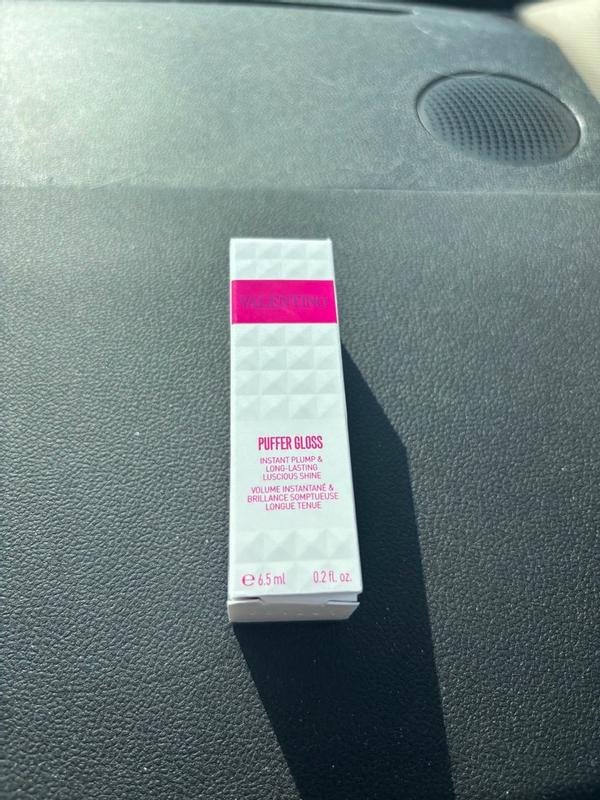 VALENTINO
PUFFER GLOSS
INSTANT PLUMP &
LONG-LASTING
LUSCIOUS SHINE
VOLUME INSTANTANÉ &
BRILLANCE SOMPTUEUSE
LONGUE TENUE
℮ 6.5 ml 0.2 fl. oz.